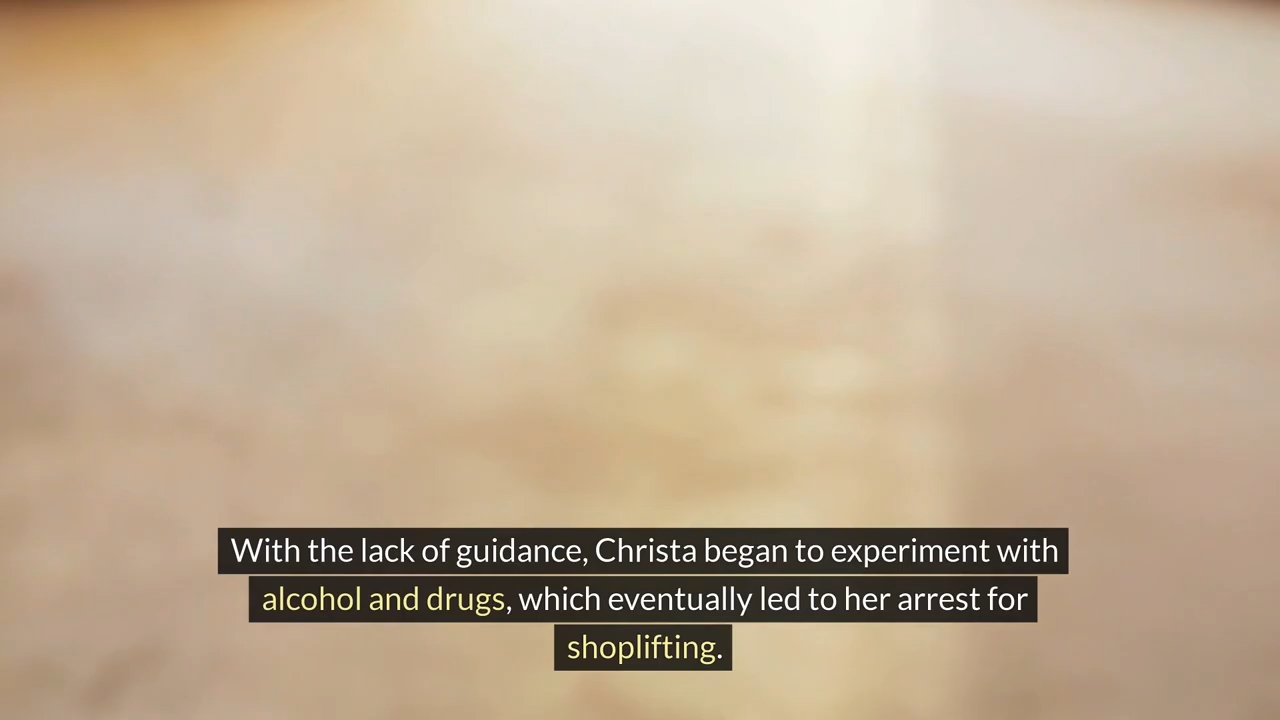 With the lack of guidance, Christa began to experiment with
alcohol and drugs, which eventually led to her arrest for
shoplifting.